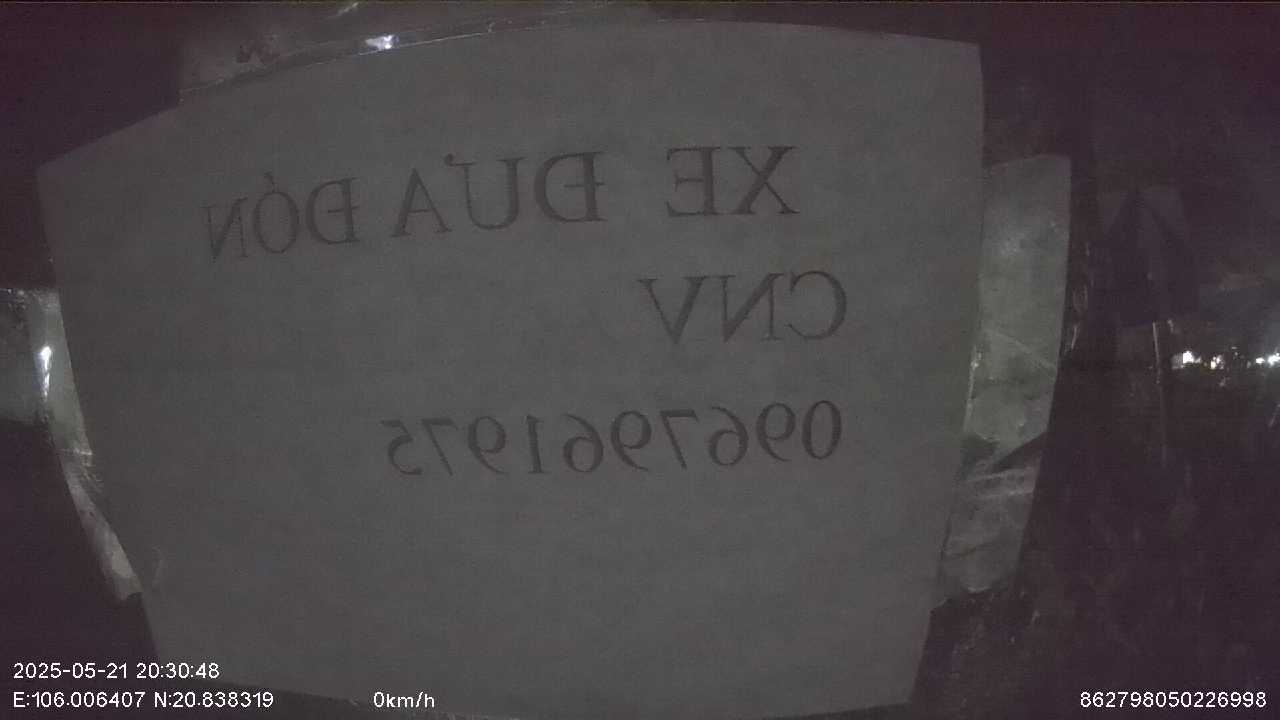 XE ĐƯA ĐÓN
CNV
0967961975
2025-05-21 20:30:48
E:106.006407 N:20.838319 0km/h 862798050226998